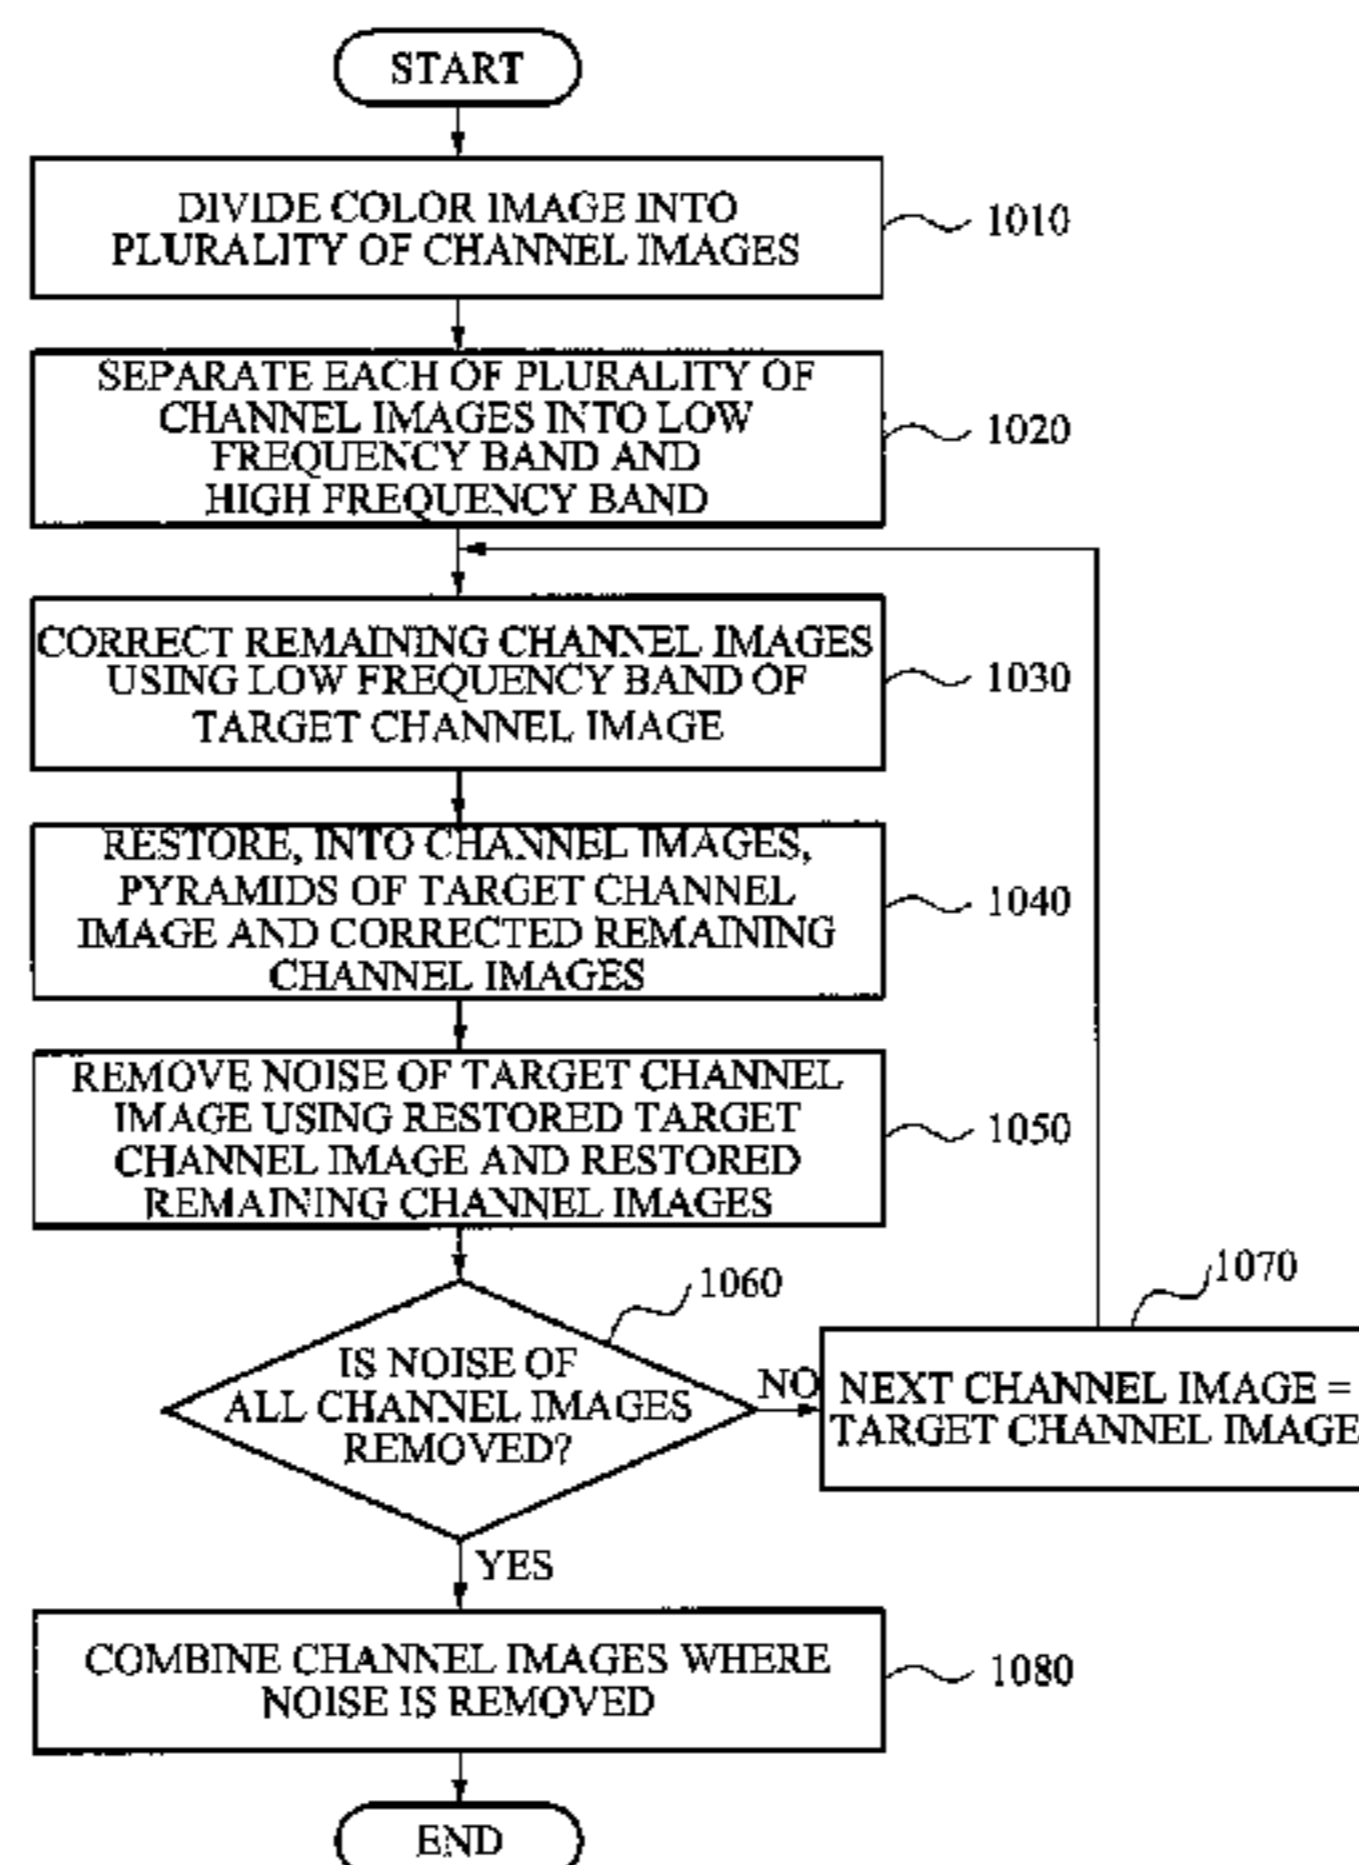 START
DIVIDE COLOR IMAGE INTO
PLURALITY OF CHANNEL IMAGES
1010
SEPARATE EACH OF PLURALITY OF
CHANNEL IMAGES INTO LOW
FREQUENCY BAND AND
HIGH FREQUENCY BAND
1020
CORRECT REMAINING CHANNEL IMAGES
USING LOW FREQUENCY BAND OF
TARGET CHANNEL IMAGE
1030
RESTORE, INTO CHANNEL IMAGES,
PYRAMIDS OF TARGET CHANNEL
IMAGE AND CORRECTED REMAINING
CHANNEL IMAGES
1040
REMOVE NOISE OF TARGET CHANNEL
IMAGE USING RESTORED TARGET
CHANNEL IMAGE AND RESTORED
REMAINING CHANNEL IMAGES
1050
1060
IS NOISE OF
ALL CHANNEL IMAGES
REMOVED?
NO
1070
NEXT CHANNEL IMAGE =
TARGET CHANNEL IMAGE
YES
COMBINE CHANNEL IMAGES WHERE
NOISE IS REMOVED
1080
END